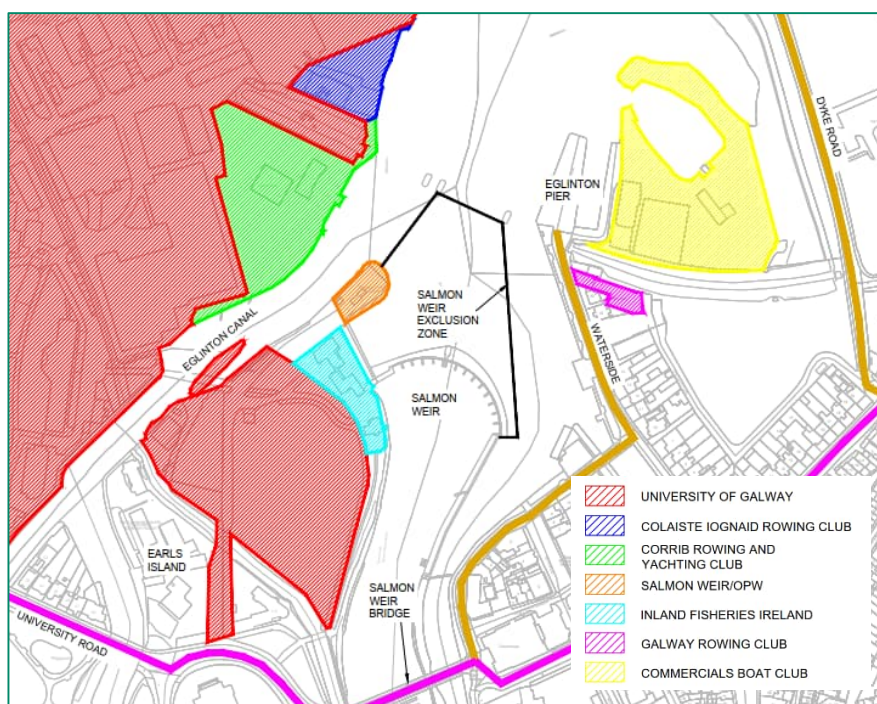 DYKE ROAD
EGLINTON
PIER
SALMON
WEIR
EXCLUSION
ZONE
EGLINTON CANAL
WATERSIDE
SALMON
WEIR
EARLS
ISLAND
SALMON
WEIR
BRIDGE
UNIVERSITY ROAD
UNIVERSITY OF GALWAY
COLAISTE IOGNAID ROWING CLUB
CORRIB ROWING AND
YACHTING CLUB
SALMON WEIR/OPW
INLAND FISHERIES IRELAND
GALWAY ROWING CLUB
COMMERCIALS BOAT CLUB